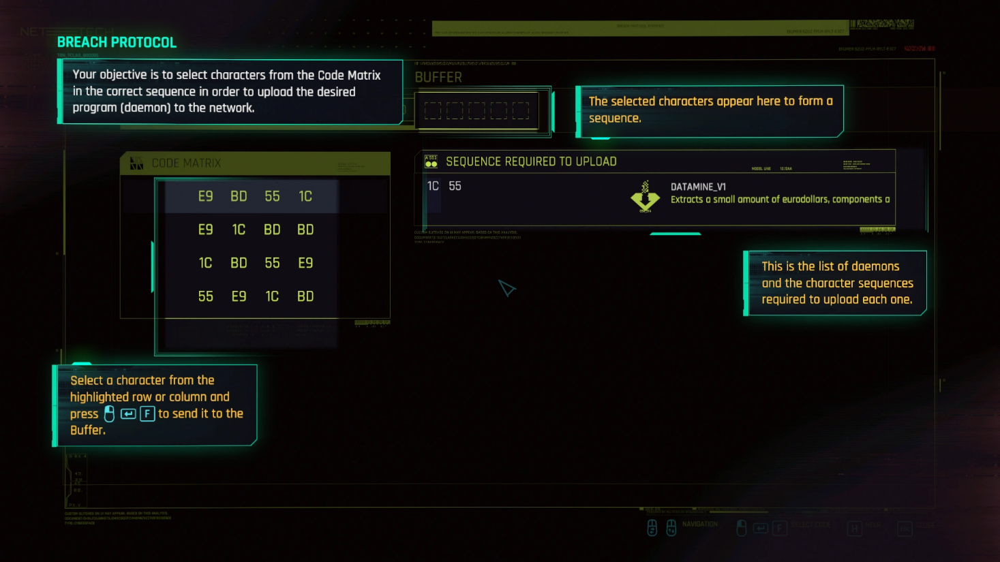 BREACH PROTOCOL
Your objective is to select characters from the Code Matrix
in the correct sequence in order to upload the desired
program (daemon) to the network.
BUFFER
The selected characters appear here to form a
sequence.
CODE MATRIX
E9 BD 55 1C
E9 1C BD BD
1C BD 55 E9
55 E9 1C BD
SEQUENCE REQUIRED TO UPLOAD
1C 55
DATAMINE_V1
Extracts a small amount of eurodollars, components a
This is the list of daemons
and the character sequences
required to upload each one.
Select a character from the
highlighted row or column and
press F to send it to the
Buffer.
NAVIGATION
F SELECT CODE
H HELP